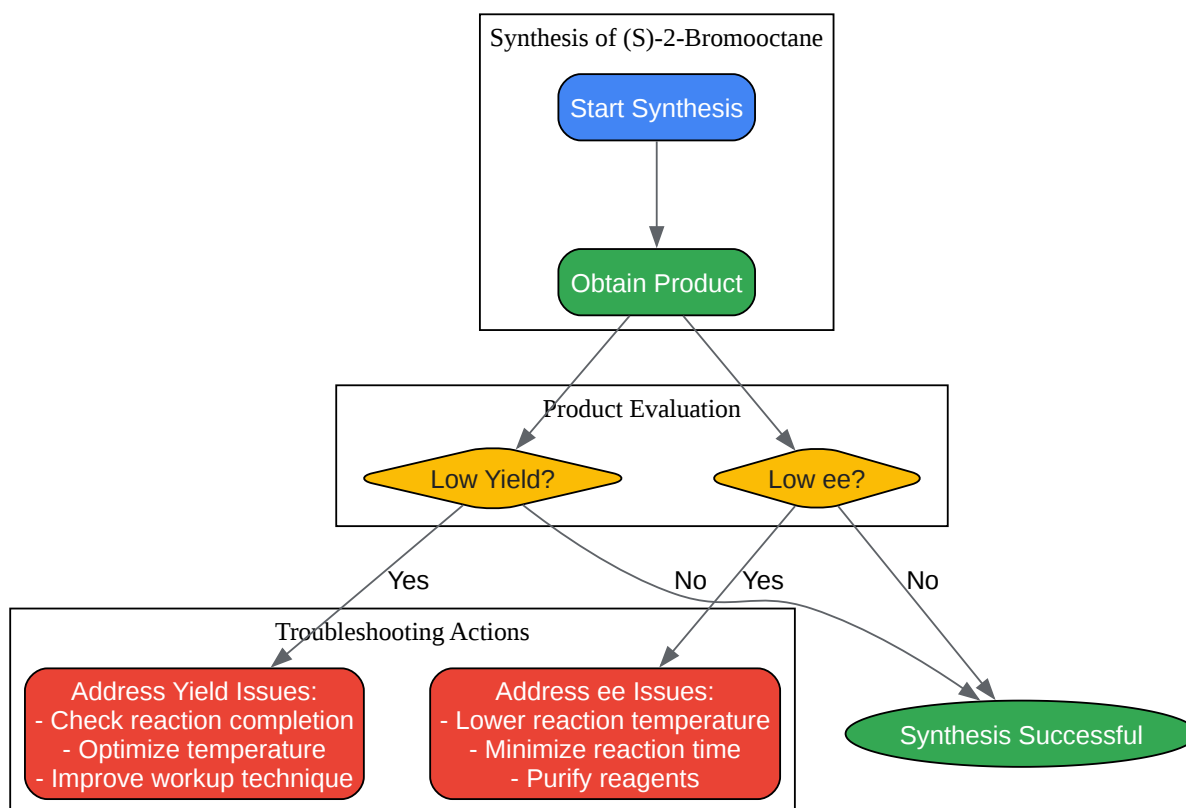 Synthesis of (S)-2-Bromooctane
Start Synthesis
Obtain Product
Product Evaluation
Low Yield?
Low ee?
Yes
No
Yes
No
Troubleshooting Actions
Address Yield Issues:
- Check reaction completion
- Optimize temperature
- Improve workup technique
Address ee Issues:
- Lower reaction temperature
- Minimize reaction time
- Purify reagents
Synthesis Successful